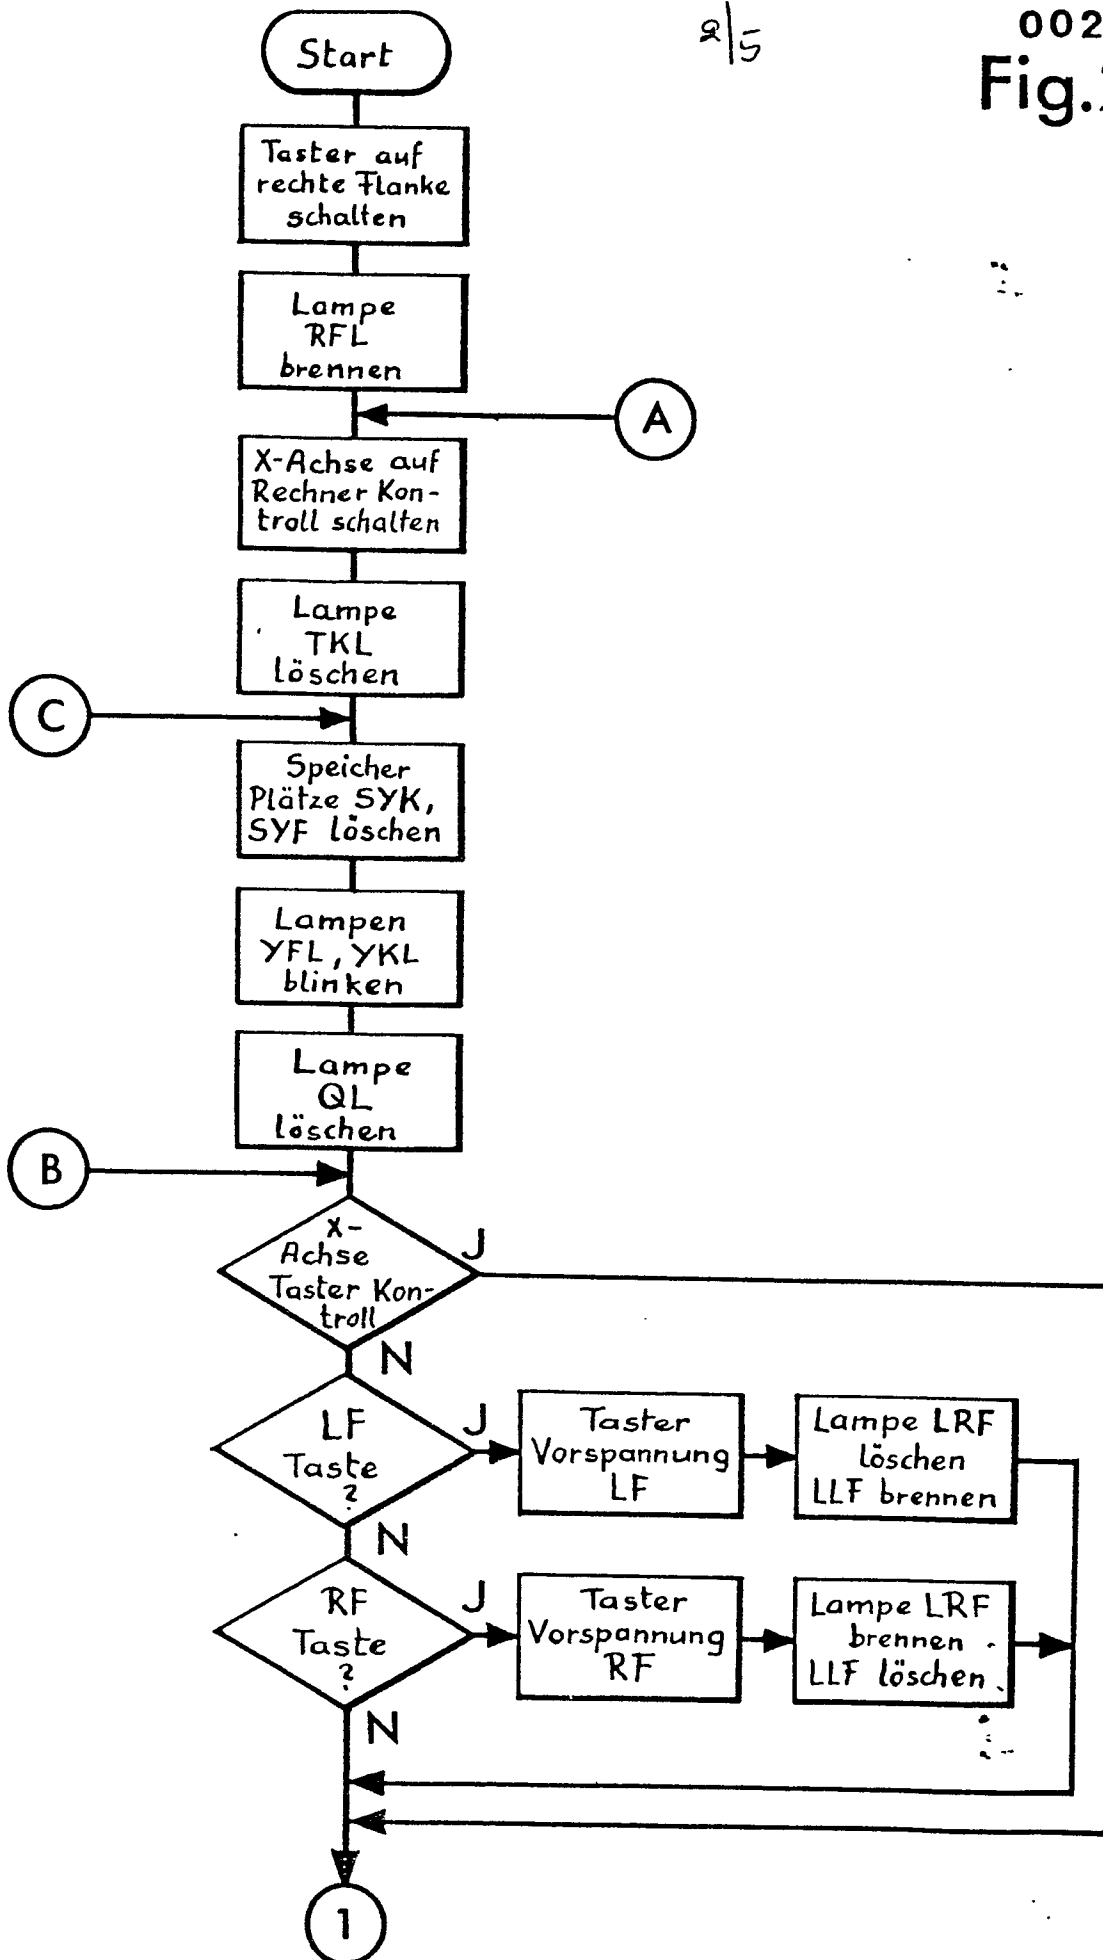 2/5
002
Fig.
Start
Taster auf
rechte Flanke
schalten
Lampe
RFL
brennen
A
X-Achse auf
Rechner Kon-
troll schalten
Lampe
TKL
löschen
C
Speicher
Plätze SYK,
SYF löschen
Lampen
YFL, YKL
blinken
Lampe
QL
löschen
B
X-
Achse
Taster Kon-
troll
J
N
LF
Taste
?
J
Taster
Vorspannung
LF
Lampe LRF
löschen
LLF brennen
N
RF
Taste
?
J
Taster
Vorspannung
RF
Lampe LRF
brennen
LLF löschen
N
1